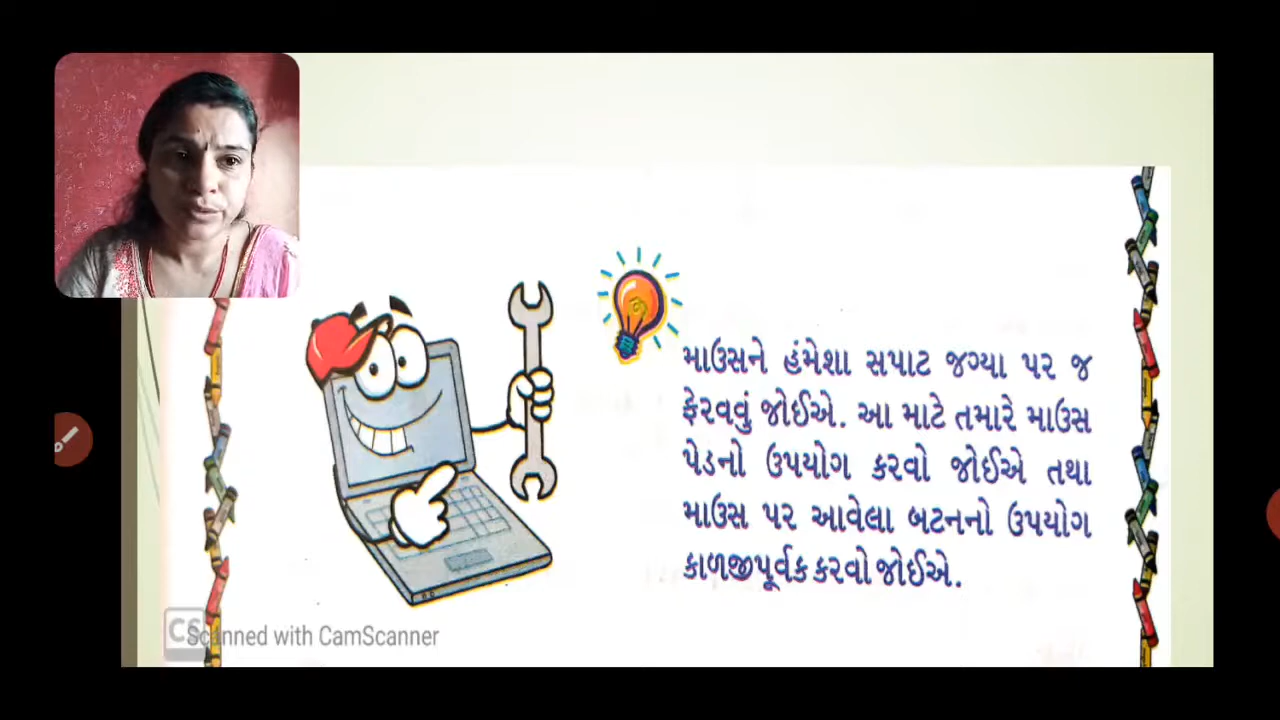 માઉસને હંમેશા સપાટ જગ્યા પર જ
ફેરવવું જોઈએ. આ માટે તમારે માઉસ
પેડનો ઉપયોગ કરવો જોઈએ તથા
માઉસ પર આવેલા બટનનો ઉપયોગ
કાળજીપૂર્વક કરવો જોઈએ.
CS Scanned with CamScanner